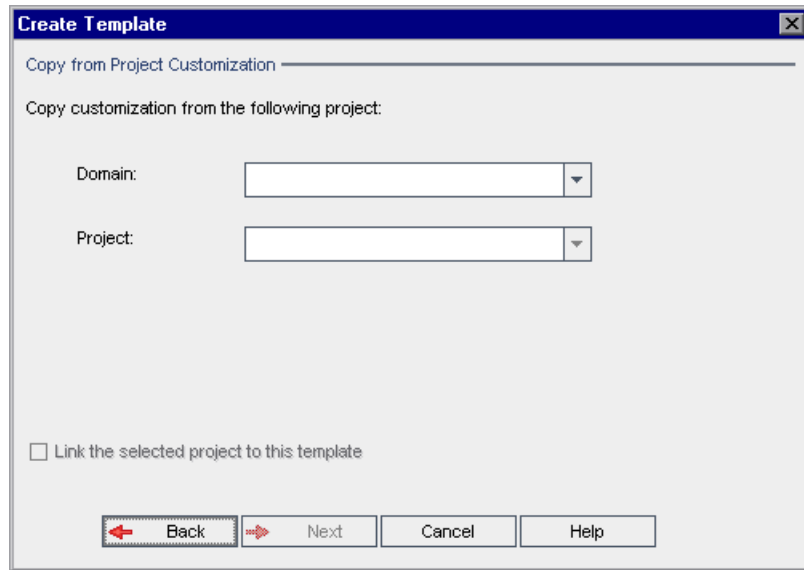 Create Template
Copy from Project Customization
Copy customization from the following project:
Domain:
Project:
Link the selected project to this template
Back Next Cancel Help